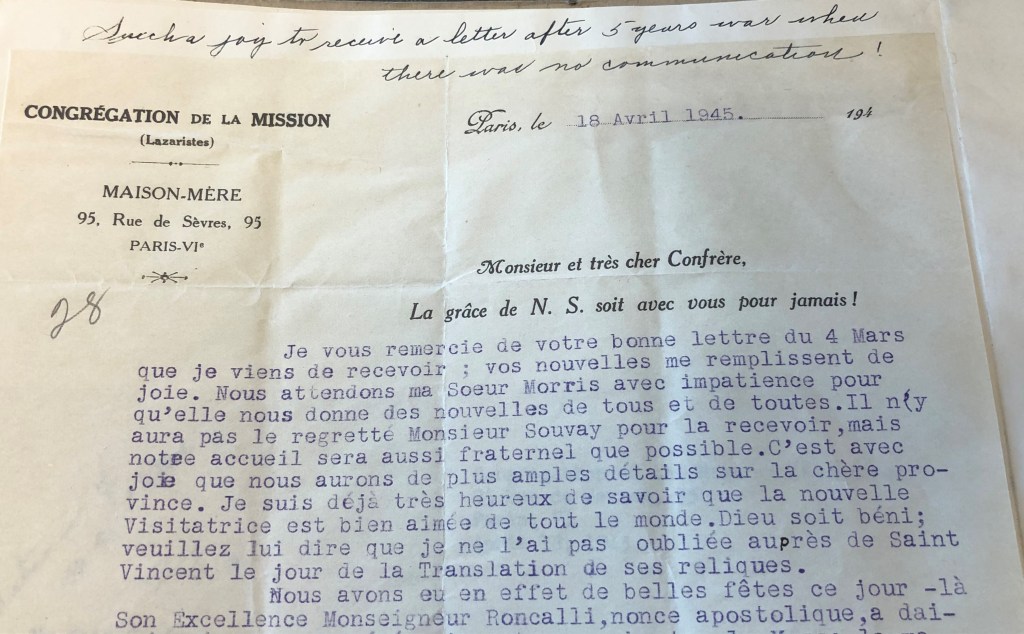 Succh a joy to receive a letter after 5 years war when
there was no communication!
CONGRÉGATION DE LA MISSION
(Lazaristes)
MAISON-MÈRE
95, Rue de Sèvres, 95
PARIS-VIe
Paris, le 18 Avril 1945. 194
28
Monsieur et très cher Confrère,
La grâce de N. S. soit avec vous pour jamais!
Je vous remercie de votre bonne lettre du 4 Mars
que je viens de recevoir ; vos nouvelles me remplissent de
joie. Nous attendons ma Soeur Morris avec impatience pour
qu'elle nous donne des nouvelles de tous et de toutes.Il n'y
aura pas le regretté Monsieur Souvay pour la recevoir,mais
notre accueil sera aussi fraternel que possible.C'est avec
joie que nous aurons de plus amples détails sur la chère pro-
vince. Je suis déjà très heureux de savoir que la nouvelle
Visitatrice est bien aimée de tout le monde.Dieu soit béni;
veuillez lui dire que je ne l'ai pas oubliée auprès de Saint
Vincent le jour de la Translation de ses reliques.
Nous avons eu en effet de belles fêtes ce jour -là
Son Excellence Monseigneur Roncalli,nonce apostolique,a dai-